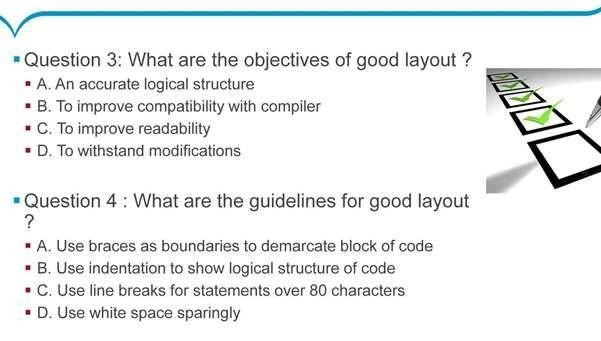 Question 3: What are the objectives of good layout ?
A. An accurate logical structure
B. To improve compatibility with compiler
C. To improve readability
D. To withstand modifications
Question 4 : What are the guidelines for good layout
?
A. Use braces as boundaries to demarcate block of code
B. Use indentation to show logical structure of code
C. Use line breaks for statements over 80 characters
D. Use white space sparingly